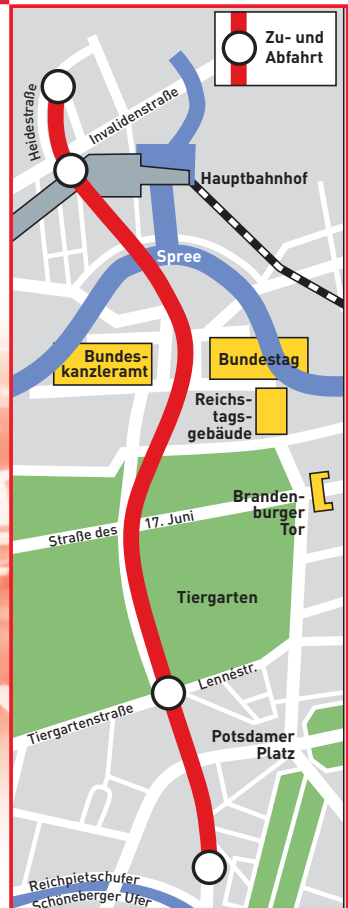 Zu- und
Abfahrt
Heidestraße
Invalidenstraße
Hauptbahnhof
Spree
Bundes-
kanzleramt
Bundestag
Reichs-
tags-
gebäude
Branden-
burger
Tor
Straße des 17. Juni
Tiergarten
Lennéstr.
Tiergartenstraße
Potsdamer
Platz
Reichpietschufer
Schöneberger Ufer